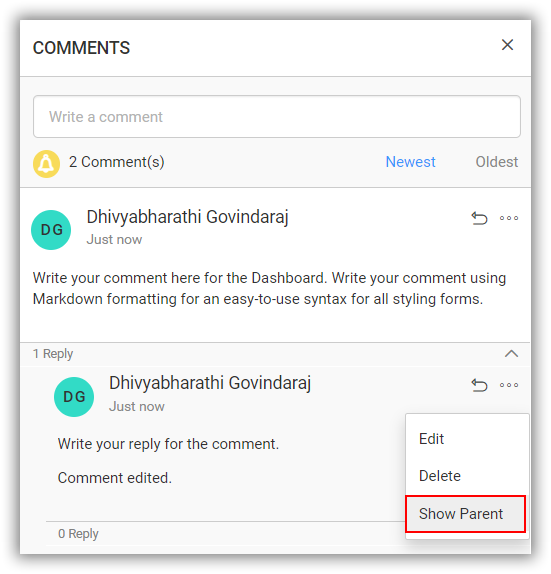 COMMENTS
Write a comment
2 Comment(s)
Newest
Oldest
DG
Dhivyabharathi Govindaraj
Just now
Write your comment here for the Dashboard. Write your comment using
Markdown formatting for an easy-to-use syntax for all styling forms.
1 Reply
DG
Dhivyabharathi Govindaraj
Just now
Write your reply for the comment.
Comment edited.
Edit
Delete
Show Parent
0 Reply